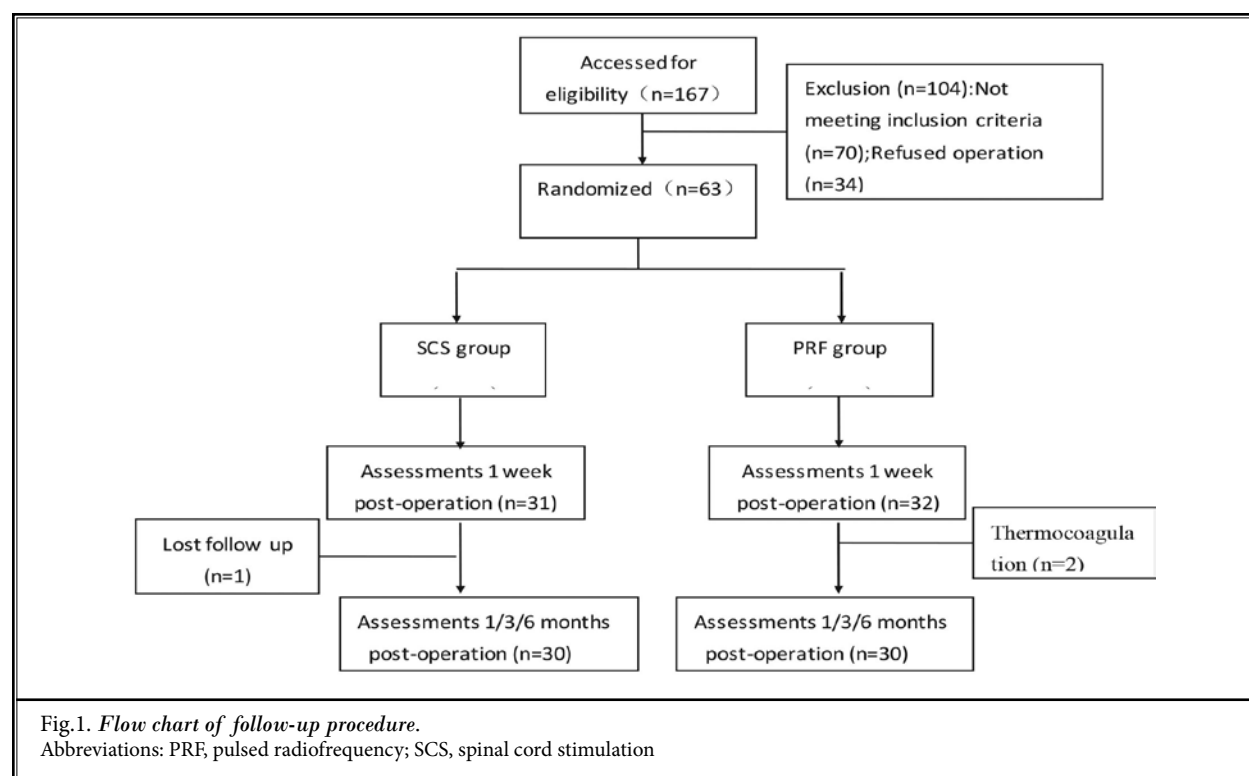 Accessed for
eligibility（n=167）
Exclusion (n=104):Not
meeting inclusion criteria
(n=70);Refused operation
(n=34)
Randomized（n=63）
SCS group
PRF group
Assessments 1 week
post-operation (n=31)
Assessments 1 week
post-operation (n=32)
Lost follow up
(n=1)
Thermocoagula
tion (n=2)
Assessments 1/3/6 months
post-operation (n=30)
Assessments 1/3/6 months
post-operation (n=30)
Fig.1. Flow chart of follow-up procedure.
Abbreviations: PRF, pulsed radiofrequency; SCS, spinal cord stimulation